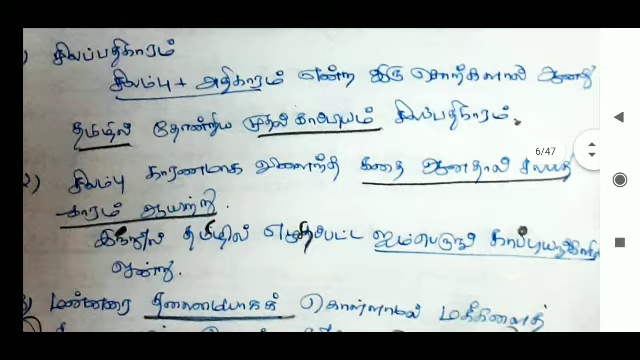 ) சிலப்பதிகாரம்
சிலம்பு + அதிகாரம் என்ற இரு சொற்களால் ஆனது
தமிழில் தோன்றிய முதல் காப்பியம் சிலப்பதிகாரம்.
6/47
2) சிலம்பு காரணமாக விளைந்த கதை ஆனதால் சிலப்பதி
காரம் ஆயிற்று.
இந்நூல் தமிழில் எழுதப்பட்ட ஐம்பெருங் காப்பியங்களில்
ஒன்று.
3) மன்னரை தலைமையாகக் கொள்ளாமல் மக்களைத்